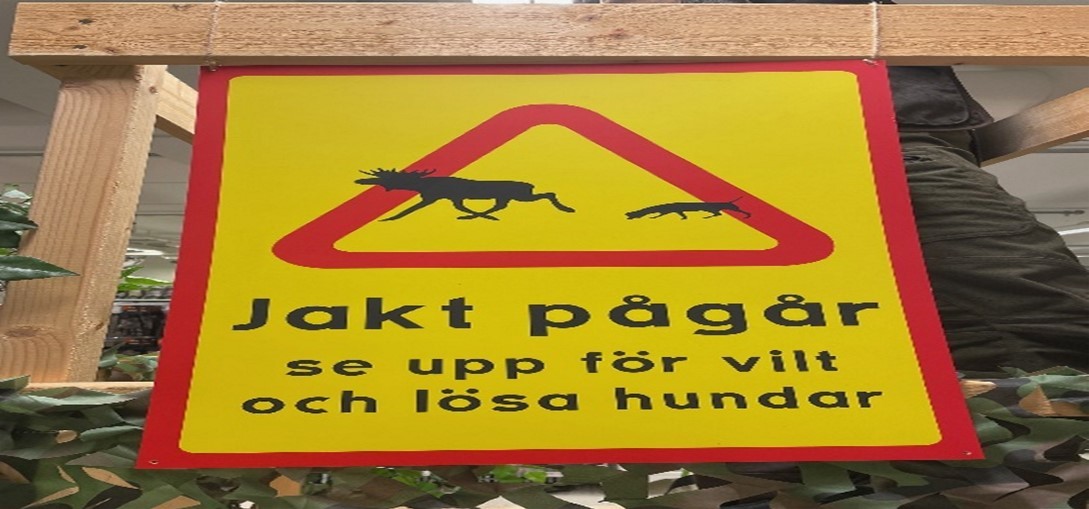 Jakt pågår
se upp för vilt
och lösa hundar